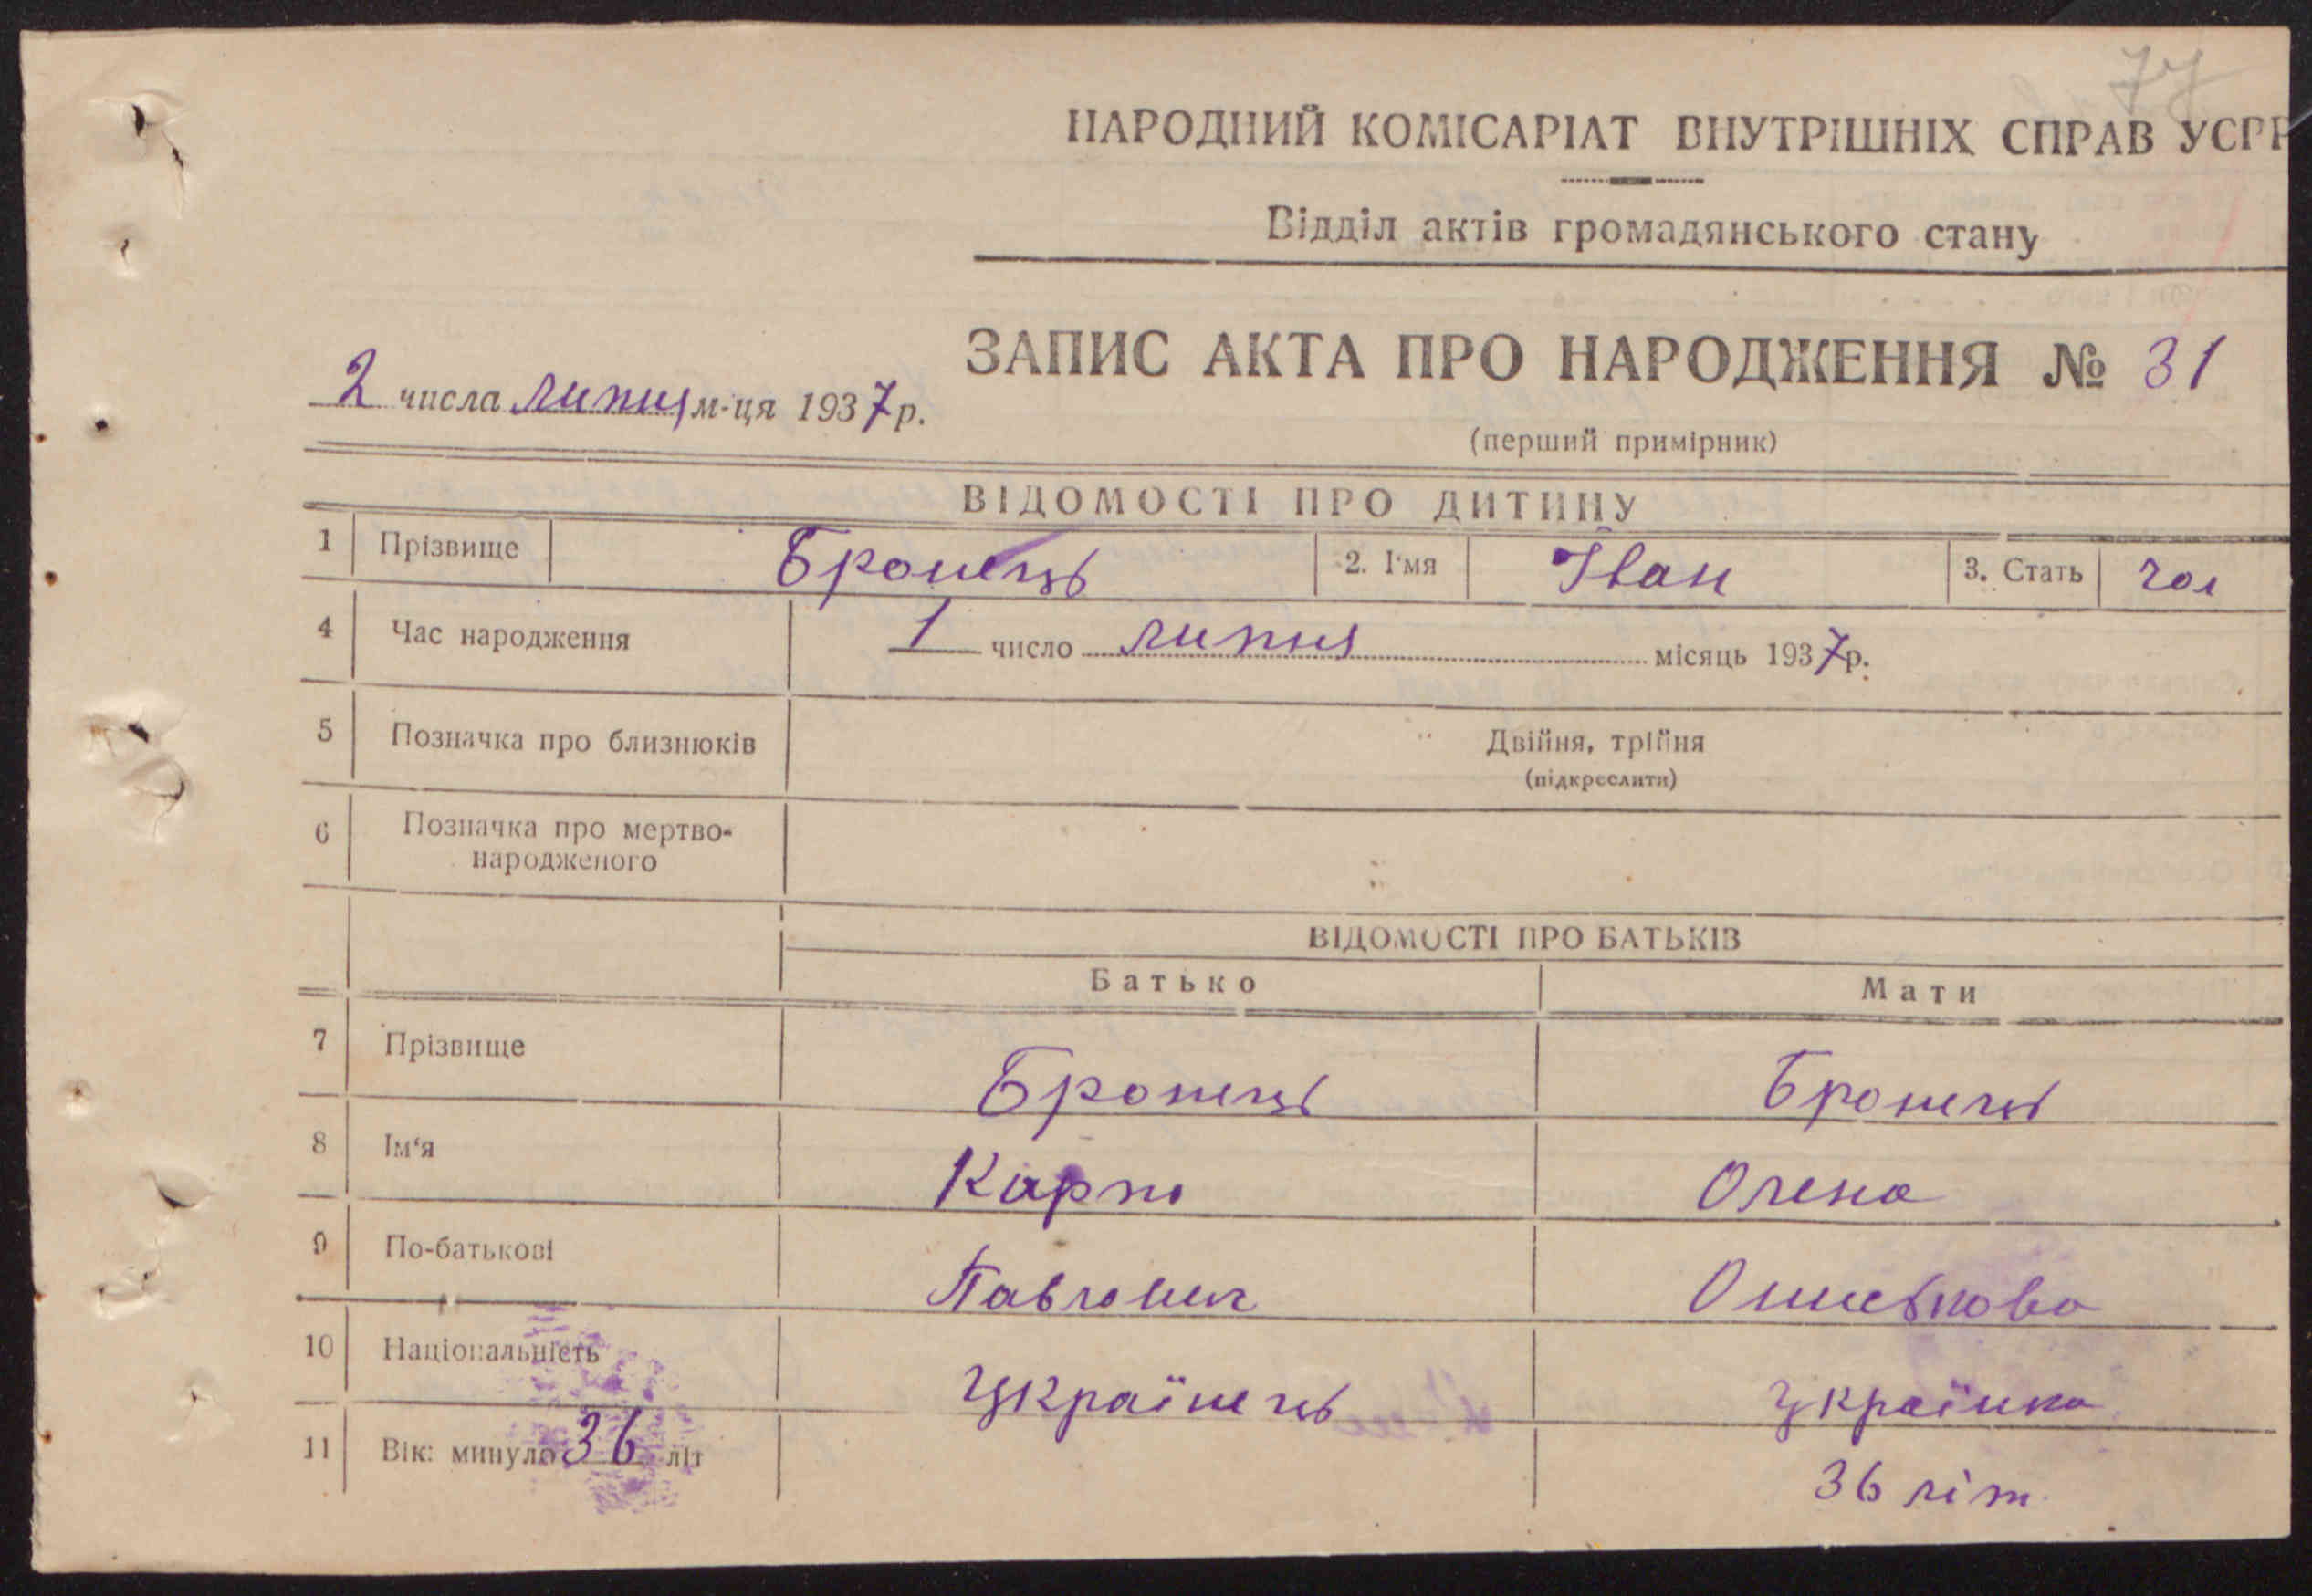 77
НАРОДНИЙ КОМІСАРІАТ ВНУТРІШНІХ СПРАВ УСРР
Відділ актів громадянського стану
ЗАПИС АКТА ПРО НАРОДЖЕННЯ № 31
2 числа липня м-ця 1937 р.
(перший примірник)
ВІДОМОСТІ ПРО ДИТИНУ
1 Прізвище Бронець 2. І'мя Іван 3. Стать чол
4 Час народження 1 число липня місяць 1937 р.
5 Позначка про близнюків Двійня, трійня
(підкреслити)
6 Позначка про мертво-
народженого
ВІДОМОСТІ ПРО БАТЬКІВ
Батько Мати
7 Прізвище Бронець Бронець
8 Ім'я Карпо Олена
9 По-батькові Павлович
10 Національність Українець Українка
11 Вік: минуло 36 літ 36 літ